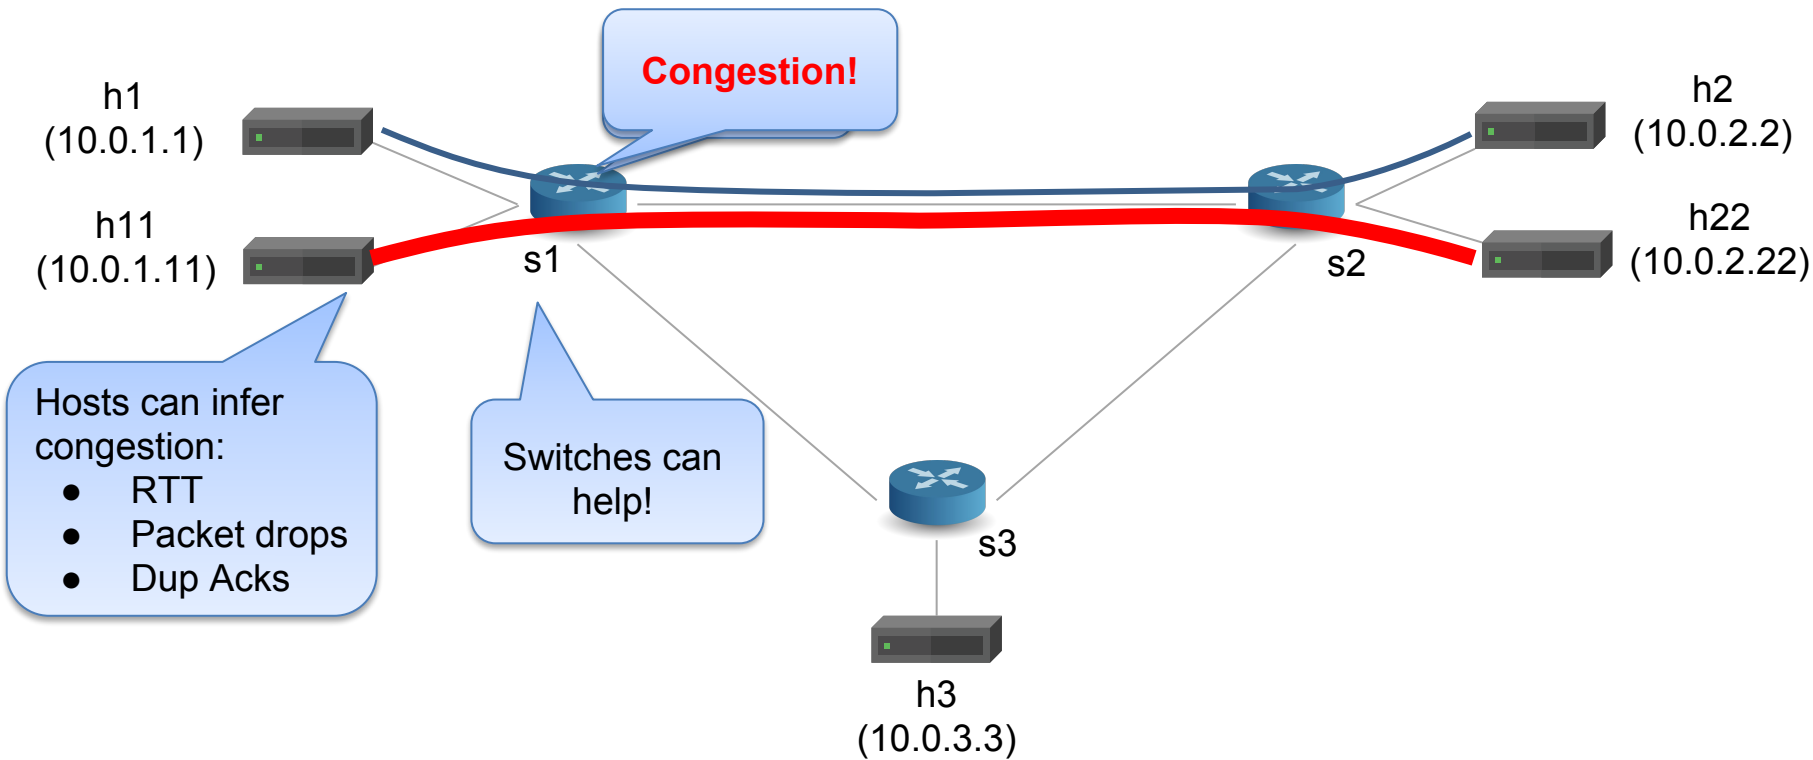 Congestion!
h1
(10.0.1.1)
h2
(10.0.2.2)
h11
(10.0.1.11)
h22
(10.0.2.22)
s1
s2
Hosts can infer
congestion:
● RTT
● Packet drops
● Dup Acks
Switches can
help!
s3
h3
(10.0.3.3)